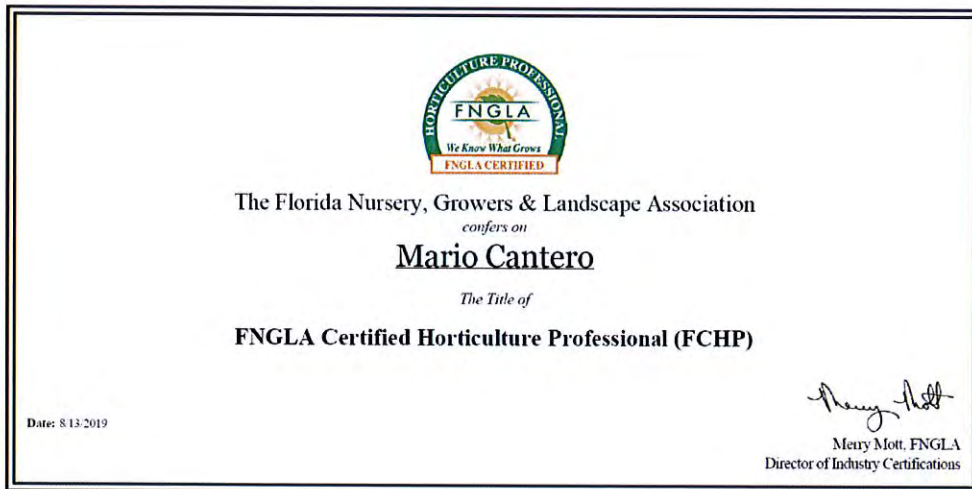 HORTICULTURE PROFESSIONAL
FNGLA
We Know What Grows
FNGLA CERTIFIED
The Florida Nursery, Growers & Landscape Association
confers on
Mario Cantero
The Title of
FNGLA Certified Horticulture Professional (FCHP)
Merry Mott
Date: 8/13/2019
Merry Mott, FNGLA
Director of Industry Certifications